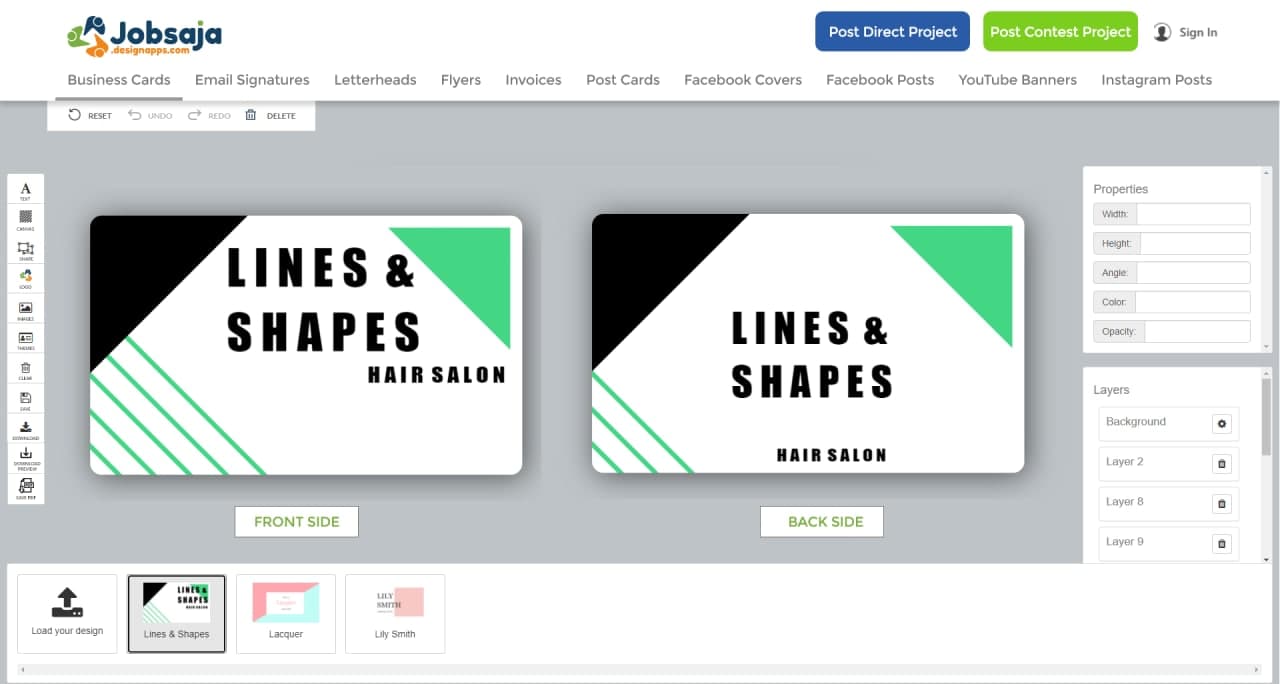 Jobsaja
.designapps.com
Post Direct Project
Post Contest Project
Sign In
Business Cards
Email Signatures
Letterheads
Flyers
Invoices
Post Cards
Facebook Covers
Facebook Posts
YouTube Banners
Instagram Posts
RESET
UNDO
REDO
DELETE
A
TEXT
CANVAS
SHAPE
LOGO
IMAGES
THEMES
CLEAR
SAVE
DOWNLOAD
DOWNLOAD
PREVIEW
SAVE PDF
LINES &
SHAPES
HAIR SALON
FRONT SIDE
LINES &
SHAPES
HAIR SALON
BACK SIDE
Properties
Width:
Height:
Angle:
Color:
Opacity:
Layers
Background
Layer 2
Layer 8
Layer 9
Load your design
LINES &
SHAPES
HAIR SALON
Lines & Shapes
Lacquer
LILY
SMITH
Lily Smith